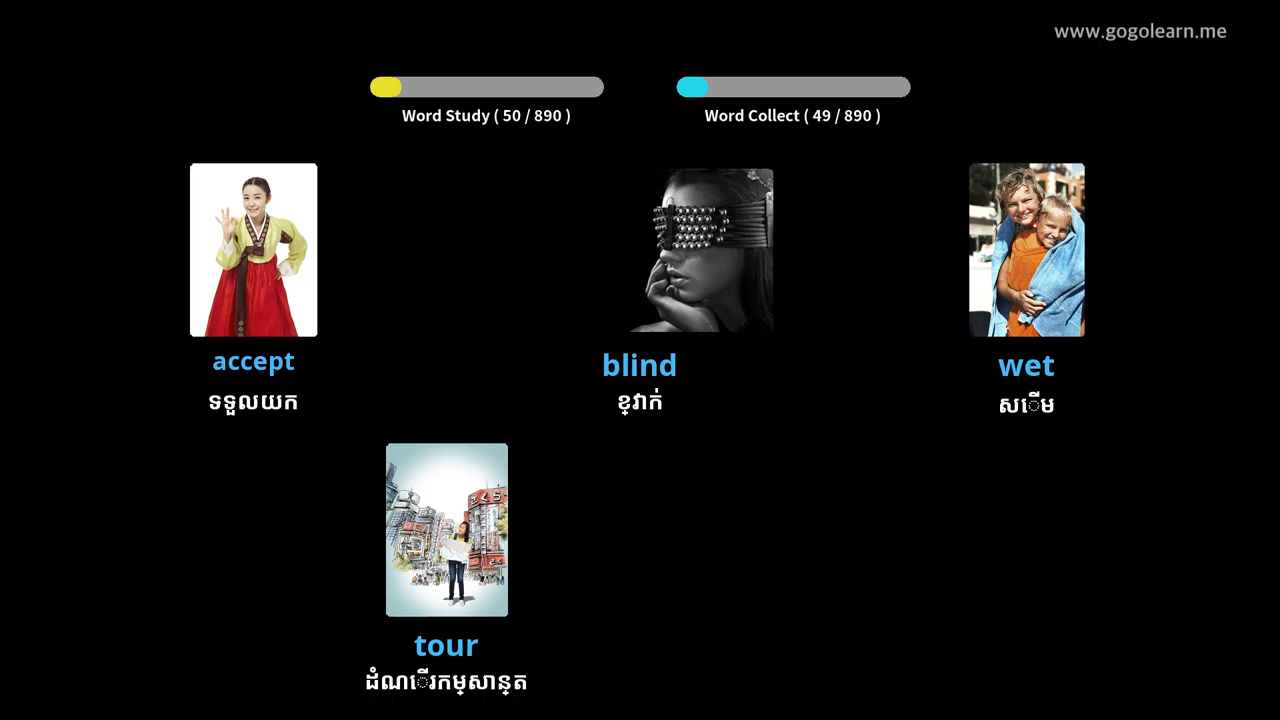 www.gogolearn.me
Word Study ( 50 / 890 )
Word Collect ( 49 / 890 )
accept
ទទួលយក
blind
ខ្វាក់
wet
សើម
tour
ដំណើរកម្សាន្ត